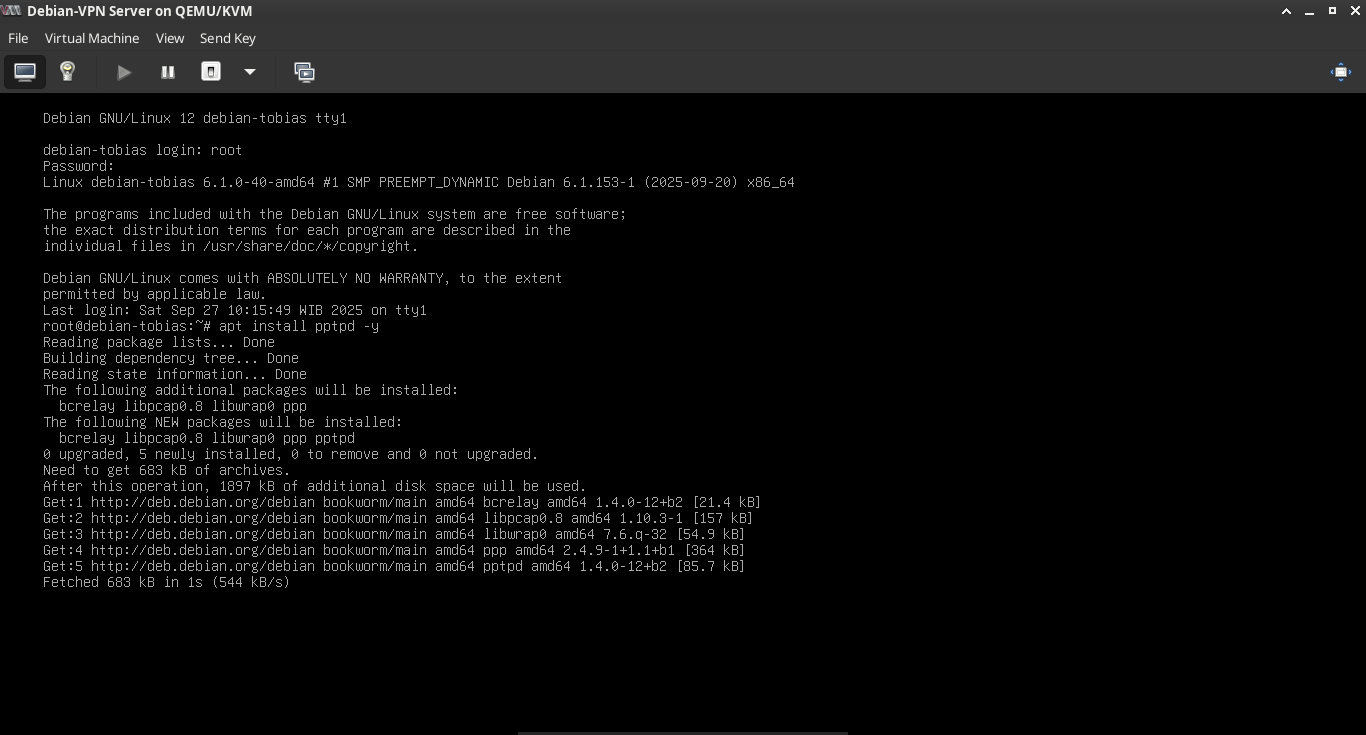 Debian-VPN Server on QEMU/KVM
File Virtual Machine View Send Key
Debian GNU/Linux 12 debian-tobias tty1
debian-tobias login: root
Password:
Linux debian-tobias 6.1.0-40-amd64 #1 SMP PREEMPT_DYNAMIC Debian 6.1.153-1 (2025-09-20) x86_64
The programs included with the Debian GNU/Linux system are free software;
the exact distribution terms for each program are described in the
individual files in /usr/share/doc/*/copyright.
Debian GNU/Linux comes with ABSOLUTELY NO WARRANTY, to the extent
permitted by applicable law.
Last login: Sat Sep 27 10:15:49 WIB 2025 on tty1
root@debian-tobias:~# apt install pptpd -y
Reading package lists... Done
Building dependency tree... Done
Reading state information... Done
The following additional packages will be installed:
  bcrelay libpcap0.8 libwrap0 ppp
The following NEW packages will be installed:
  bcrelay libpcap0.8 libwrap0 ppp pptpd
0 upgraded, 5 newly installed, 0 to remove and 0 not upgraded.
Need to get 683 kB of archives.
After this operation, 1897 kB of additional disk space will be used.
Get:1 http://deb.debian.org/debian bookworm/main amd64 bcrelay amd64 1.4.0-12+b2 [21.4 kB]
Get:2 http://deb.debian.org/debian bookworm/main amd64 libpcap0.8 amd64 1.10.3-1 [157 kB]
Get:3 http://deb.debian.org/debian bookworm/main amd64 libwrap0 amd64 7.6.q-32 [54.9 kB]
Get:4 http://deb.debian.org/debian bookworm/main amd64 ppp amd64 2.4.9-1+1.1+b1 [364 kB]
Get:5 http://deb.debian.org/debian bookworm/main amd64 pptpd amd64 1.4.0-12+b2 [85.7 kB]
Fetched 683 kB in 1s (544 kB/s)